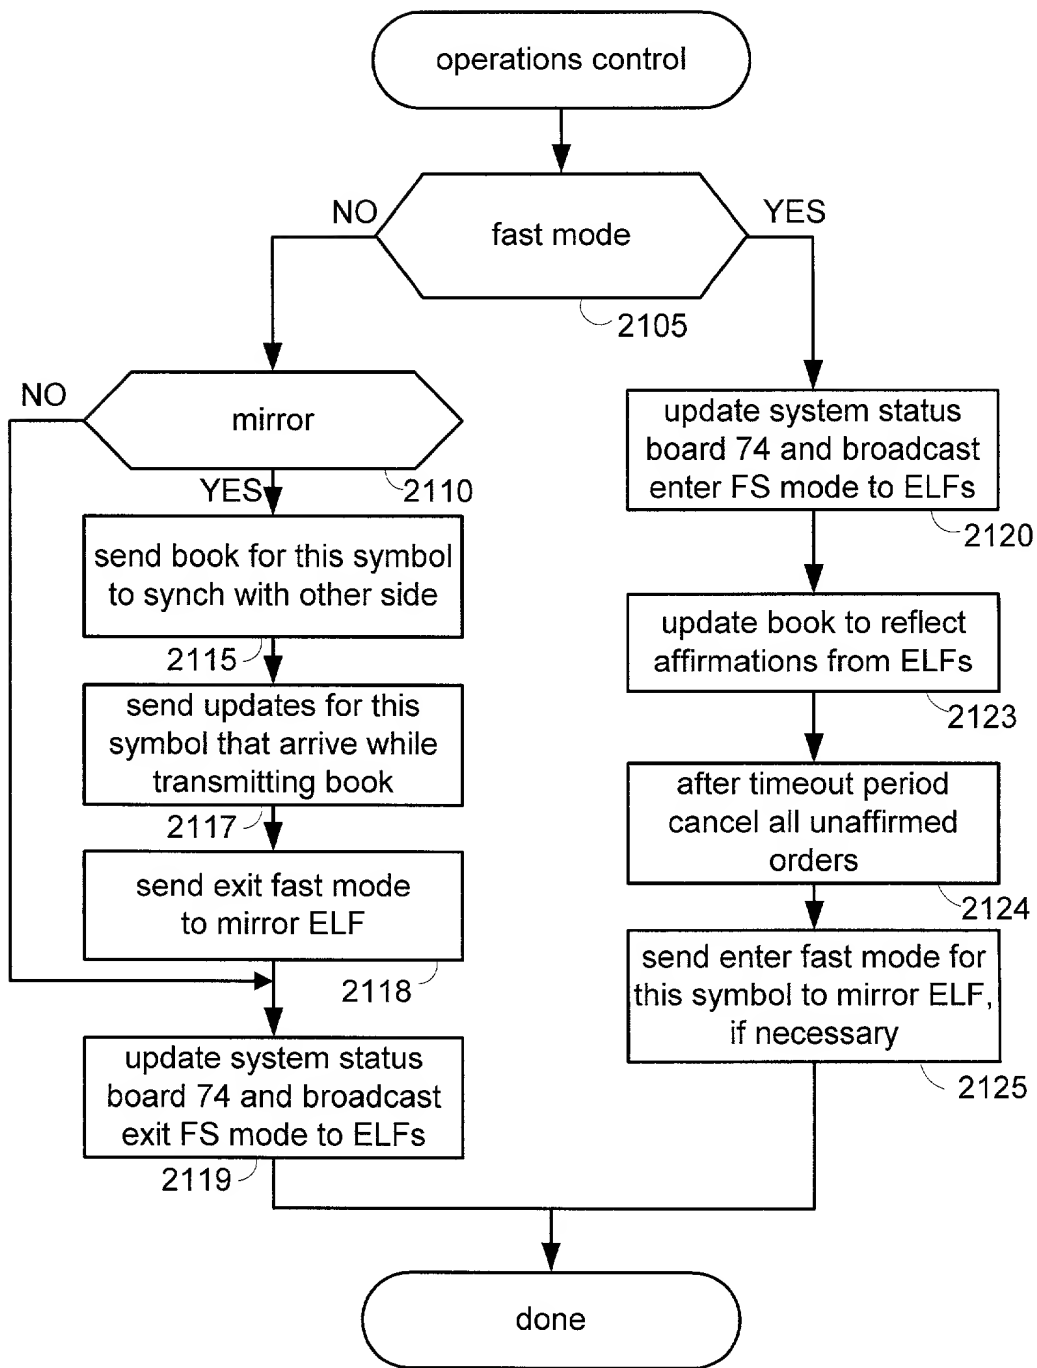 operations control
NO
YES
fast mode
2105
NO
mirror
2110
YES
send book for this symbol
to synch with other side
2115
send updates for this
symbol that arrive while
transmitting book
2117
send exit fast mode
to mirror ELF
2118
update system status
board 74 and broadcast
exit FS mode to ELFs
2119
update system status
board 74 and broadcast
enter FS mode to ELFs
2120
update book to reflect
affirmations from ELFs
2123
after timeout period
cancel all unaffirmed
orders
2124
send enter fast mode for
this symbol to mirror ELF,
if necessary
2125
done